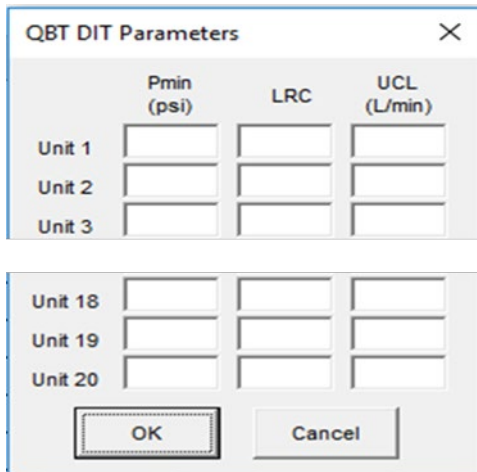 QBT DIT Parameters
Pmin (psi) LRC UCL (L/min)
Unit 1
Unit 2
Unit 3
Unit 18
Unit 19
Unit 20
OK Cancel